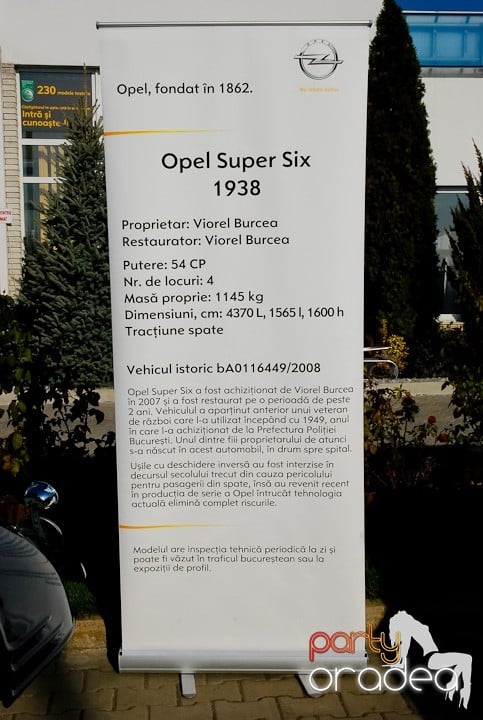 Opel, fondat în 1862.
230 modele
Intră și
cunoaște
Opel Super Six
1938
Proprietar: Viorel Burcea
Restaurator: Viorel Burcea
Putere: 54 CP
Nr. de locuri: 4
Masă proprie: 1145 kg
Dimensiuni, cm: 4370 L, 1565 l, 1600 h
Tracțiune spate
Vehicul istoric bA0116449/2008
Opel Super Six a fost achiziționat de Viorel Burcea
în 2007 și a fost restaurat pe o perioadă de peste
2 ani. Vehiculul a aparținut anterior unui veteran
de război care l-a utilizat începând cu 1949, anul
în care l-a achiziționat de la Prefectura Poliției
București. Unul dintre fiii proprietarului de atunci
s-a născut în acest automobil, în drum spre spital.
Ușile cu deschidere inversă au fost interzise în
decursul secolului trecut din cauza pericolului
pentru pasagerii din spate, însă au revenit recent
în producția de serie a Opel întrucât tehnologia
actuală elimină complet riscurile.
Modelul are inspecția tehnică periodică la zi și
poate fi văzut în traficul bucureștean sau la
expoziții de profil.
party
oradea